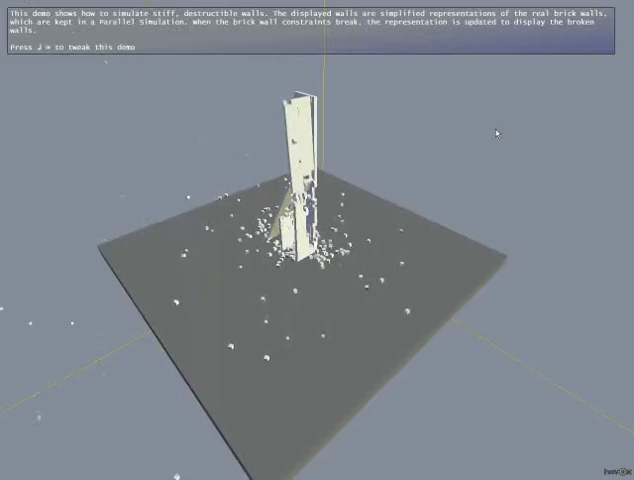 This demo shows how to simulate stiff, destructible walls. The displayed walls are simplified representations of the real brick walls,
which are kept in a Parallel Simulation. When the brick wall constraints break, the representation is updated to display the broken
walls.
Press to tweak this demo
havok